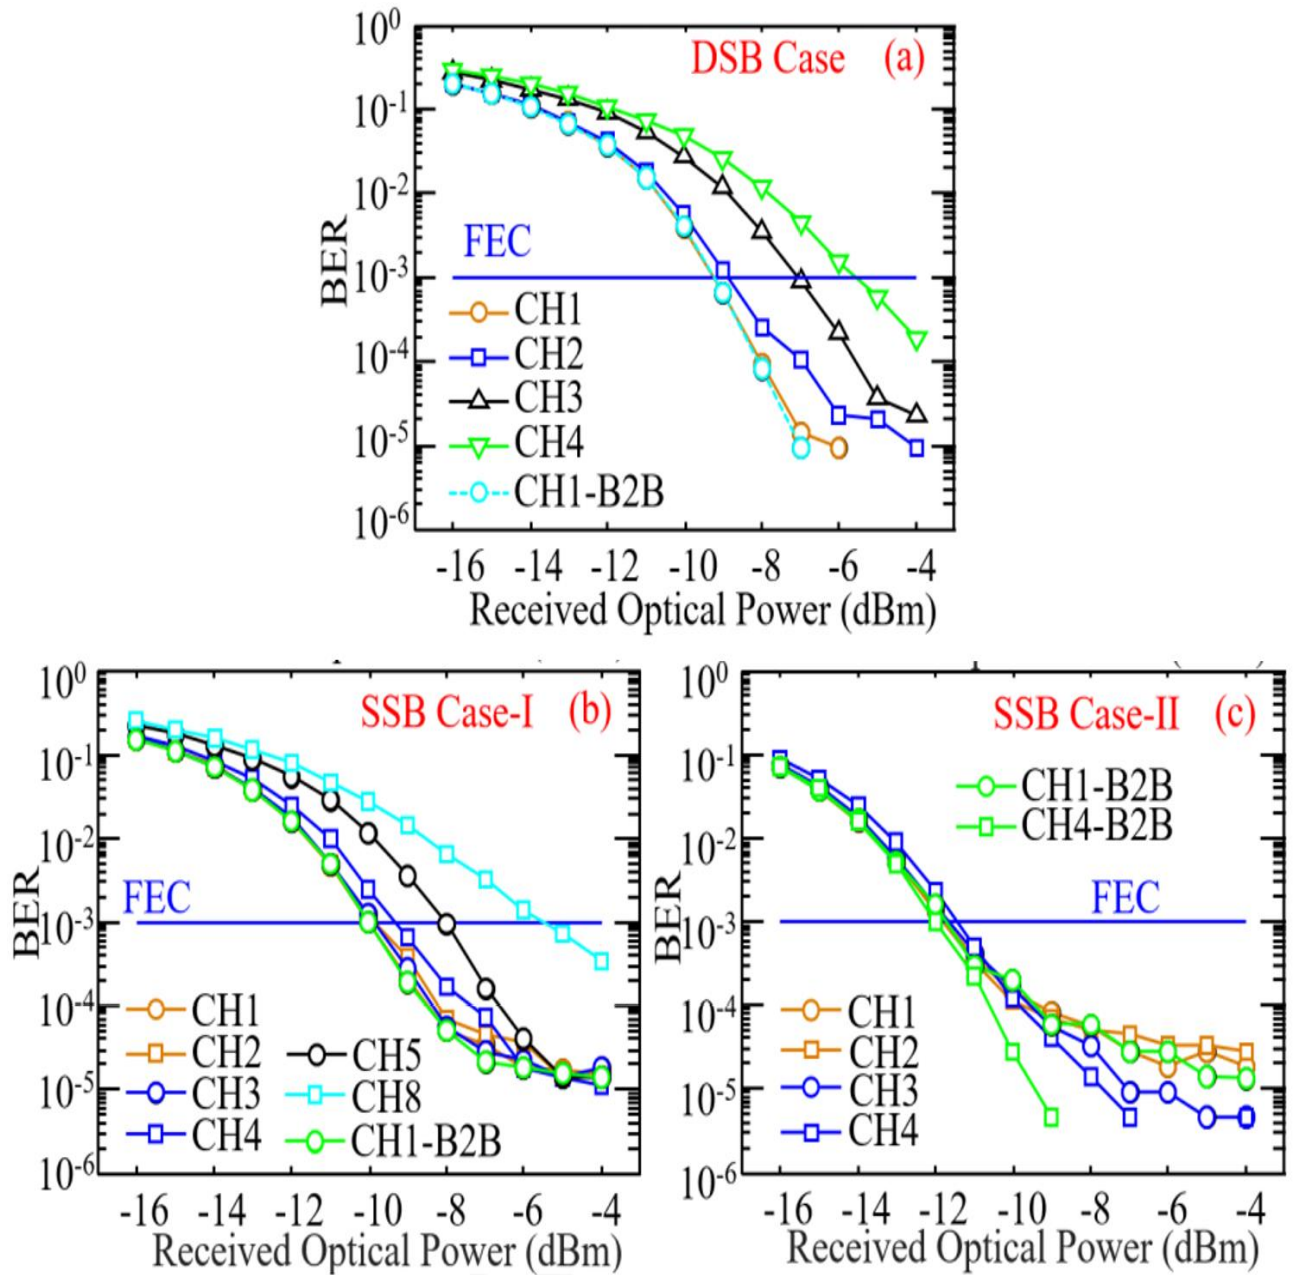 DSB Case (a)
10^0
10^-1
10^-2
10^-3
10^-4
10^-5
10^-6
BER
FEC
CH1
CH2
CH3
CH4
CH1-B2B
-16 -14 -12 -10 -8 -6 -4
Received Optical Power (dBm)
SSB Case-I (b)
10^0
10^-1
10^-2
10^-3
10^-4
10^-5
10^-6
BER
FEC
CH1
CH2
CH3
CH4
CH5
CH8
CH1-B2B
-16 -14 -12 -10 -8 -6 -4
Received Optical Power (dBm)
SSB Case-II (c)
10^0
10^-1
10^-2
10^-3
10^-4
10^-5
10^-6
BER
CH1-B2B
CH4-B2B
FEC
CH1
CH2
CH3
CH4
-16 -14 -12 -10 -8 -6 -4
Received Optical Power (dBm)